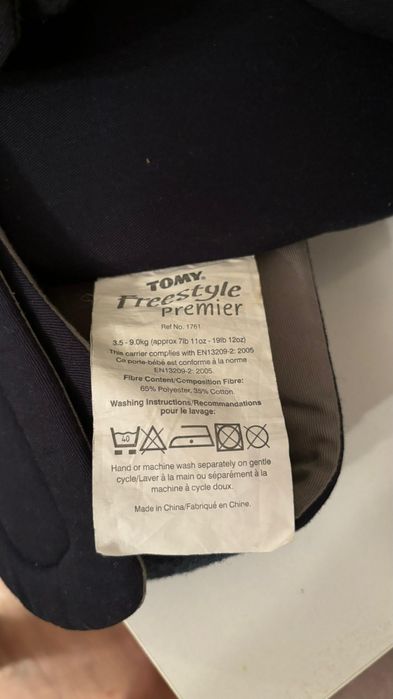 TOMY®
Freestyle
Premier
Ref No. 1761
3.5 - 9.0kg (approx 7lb 11oz - 19lb 12oz)
This carrier complies with EN13209-2: 2005
Ce porte-bébé est conforme à la norme
EN13209-2: 2005.
Fibre Content/Composition Fibre:
65% Polyester, 35% Cotton.
Washing Instructions/Recommandations
pour le lavage:
40
Hand or machine wash separately on gentle
cycle/Laver à la main ou séparément à la
machine à cycle doux.
Made in China/Fabriqué en Chine.